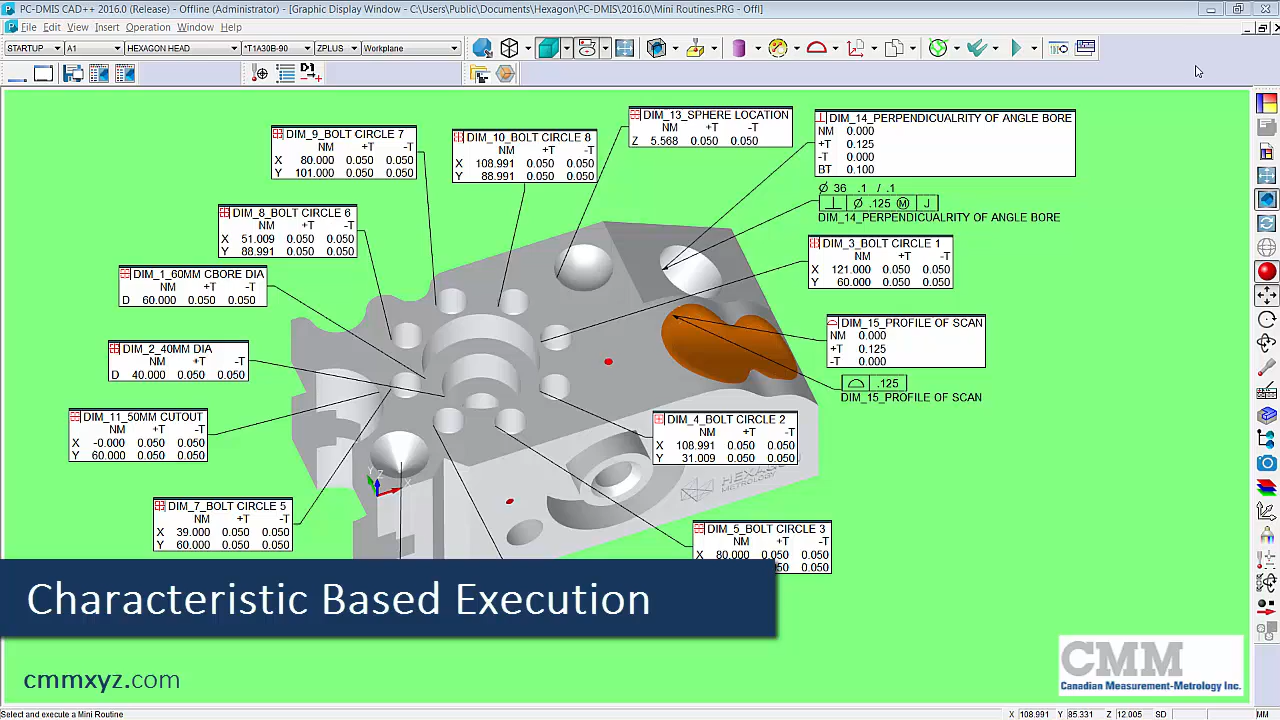 PC-DMIS CAD++ 2016.0 (Release) - Offline (Administrator) - [Graphic Display Window - C:\Users\Public\Documents\Hexagon\PC-DMIS\2016.0\Mini Routines.PRG - Offl]
File Edit View Insert Operation Window Help
STARTUP A1 HEXAGON HEAD *T1A30B-90 ZPLUS Workplane
DIM_13_SPHERE LOCATION
NM +T -T
Z 5.568 0.050 0.050
DIM_14_PERPENDICUALRITY OF ANGLE BORE
NM 0.000
+T 0.125
-T 0.000
BT 0.100
Ø 36 .1 / .1
⊥ Ø .125 Ⓜ J
DIM_14_PERPENDICUALRITY OF ANGLE BORE
DIM_9_BOLT CIRCLE 7
NM +T -T
X 80.000 0.050 0.050
Y 101.000 0.050 0.050
DIM_10_BOLT CIRCLE 8
NM +T -T
X 108.991 0.050 0.050
Y 88.991 0.050 0.050
DIM_8_BOLT CIRCLE 6
NM +T -T
X 51.009 0.050 0.050
Y 88.991 0.050 0.050
DIM_3_BOLT CIRCLE 1
NM +T -T
X 121.000 0.050 0.050
Y 60.000 0.050 0.050
DIM_1_60MM CBORE DIA
NM +T -T
D 60.000 0.050 0.050
DIM_15_PROFILE OF SCAN
NM 0.000
+T 0.125
-T 0.000
.125
DIM_15_PROFILE OF SCAN
DIM_2_40MM DIA
NM +T -T
D 40.000 0.050 0.050
DIM_11_50MM CUTOUT
NM +T -T
X -0.000 0.050 0.050
Y 60.000 0.050 0.050
DIM_4_BOLT CIRCLE 2
NM +T -T
X 108.991 0.050 0.050
Y 31.009 0.050 0.050
METROLOGY
DIM_7_BOLT CIRCLE 5
NM +T -T
X 39.000 0.050 0.050
Y 60.000 0.050 0.050
DIM_5_BOLT CIRCLE 3
NM +T -T
X 80.000 0.050 0.050
0.050 0.050
Y Z X
Characteristic Based Execution
cmmxyz.com
CMM
Canadian Measurement-Metrology Inc.
Select and execute a Mini Routine X 108.991 Y 85.331 Z 12.005 SD MM